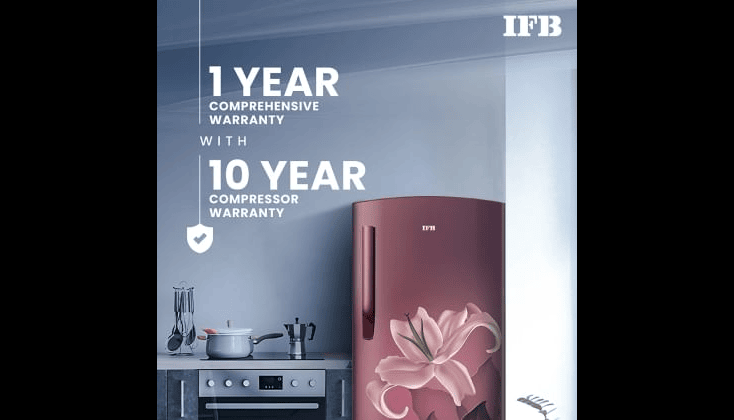 IFB
1 YEAR
COMPREHENSIVE
WARRANTY
WITH
10 YEAR
COMPRESSOR
WARRANTY
IFB